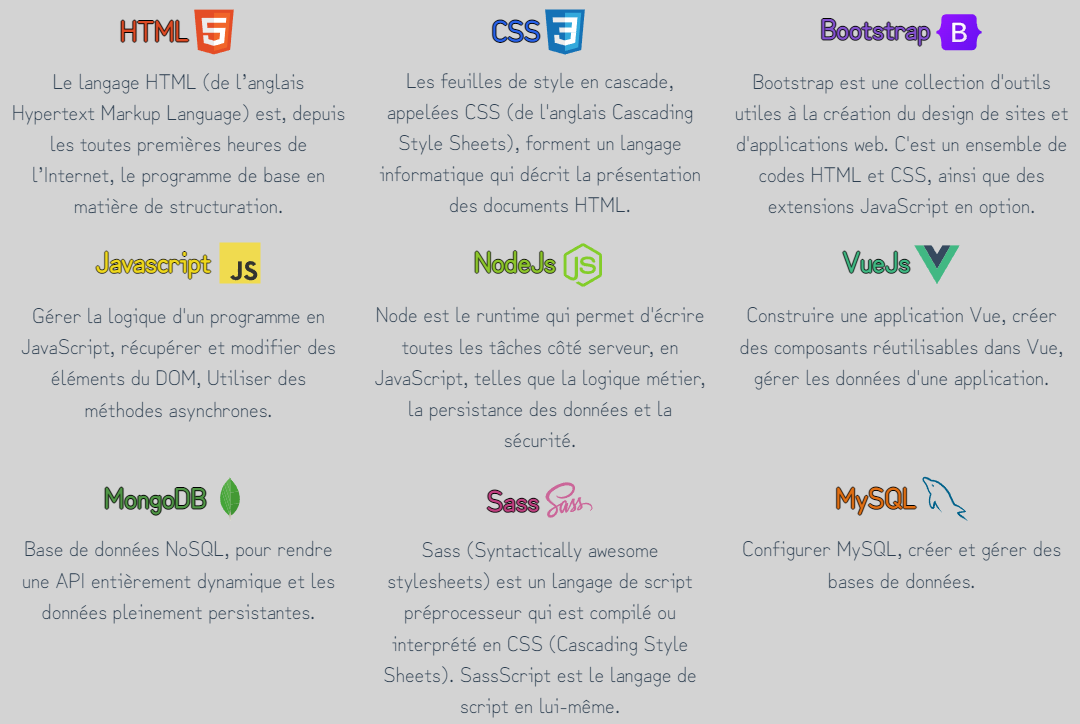 HTML 5
Le langage HTML (de l'anglais
Hypertext Markup Language) est, depuis
les toutes premières heures de
l'Internet, le programme de base en
matière de structuration.
CSS 3
Les feuilles de style en cascade,
appelées CSS (de l'anglais Cascading
Style Sheets), forment un langage
informatique qui décrit la présentation
des documents HTML.
Bootstrap B
Bootstrap est une collection d'outils
utiles à la création du design de sites et
d'applications web. C'est un ensemble de
codes HTML et CSS, ainsi que des
extensions JavaScript en option.
Javascript JS
Gérer la logique d'un programme en
JavaScript, récupérer et modifier des
éléments du DOM, Utiliser des
méthodes asynchrones.
NodeJs JS
Node est le runtime qui permet d'écrire
toutes les tâches côté serveur, en
JavaScript, telles que la logique métier,
la persistance des données et la
sécurité.
VueJs
Construire une application Vue, créer
des composants réutilisables dans Vue,
gérer les données d'une application.
MongoDB
Base de données NoSQL, pour rendre
une API entièrement dynamique et les
données pleinement persistantes.
Sass Sass
Sass (Syntactically awesome
stylesheets) est un langage de script
préprocesseur qui est compilé ou
interprété en CSS (Cascading Style
Sheets). SassScript est le langage de
script en lui-même.
MySQL
Configurer MySQL, créer et gérer des
bases de données.